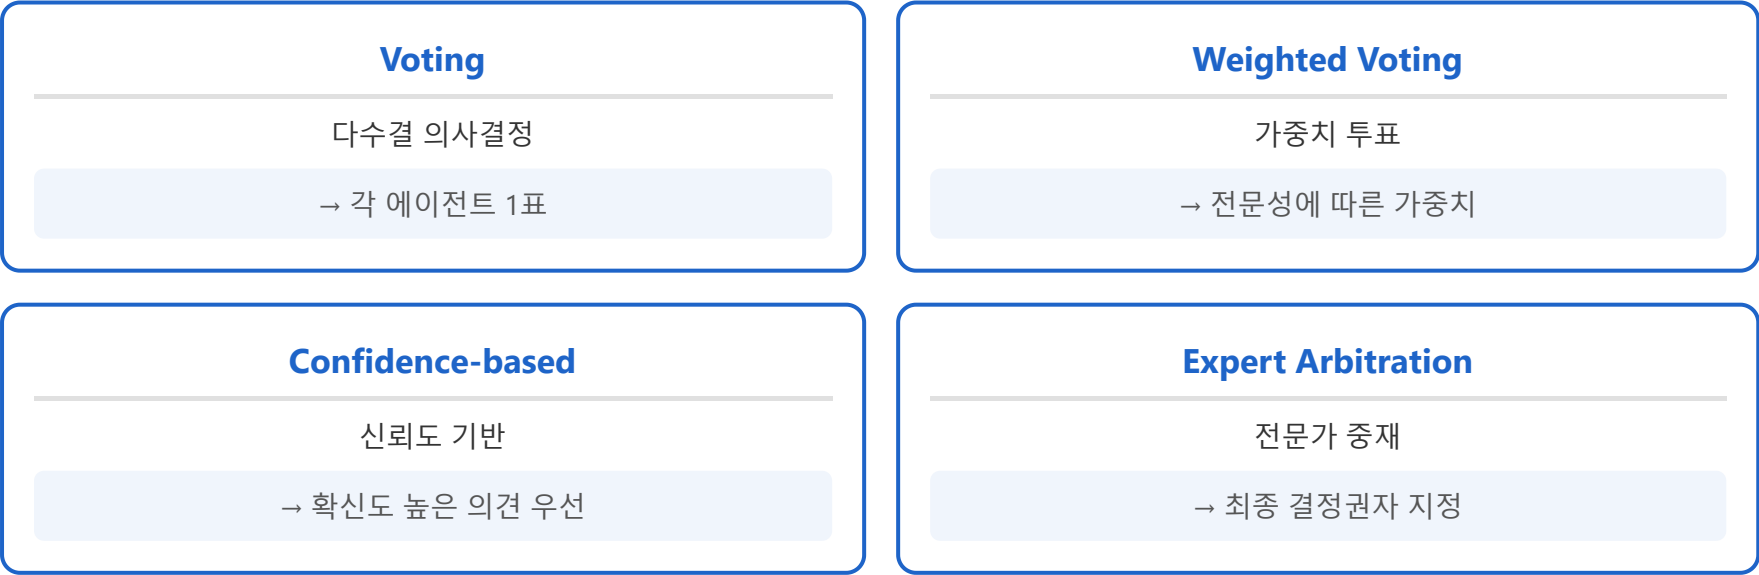 Voting
다수결 의사결정
→ 각 에이전트 1표
Weighted Voting
가중치 투표
→ 전문성에 따른 가중치
Confidence-based
신뢰도 기반
→ 확신도 높은 의견 우선
Expert Arbitration
전문가 중재
→ 최종 결정권자 지정